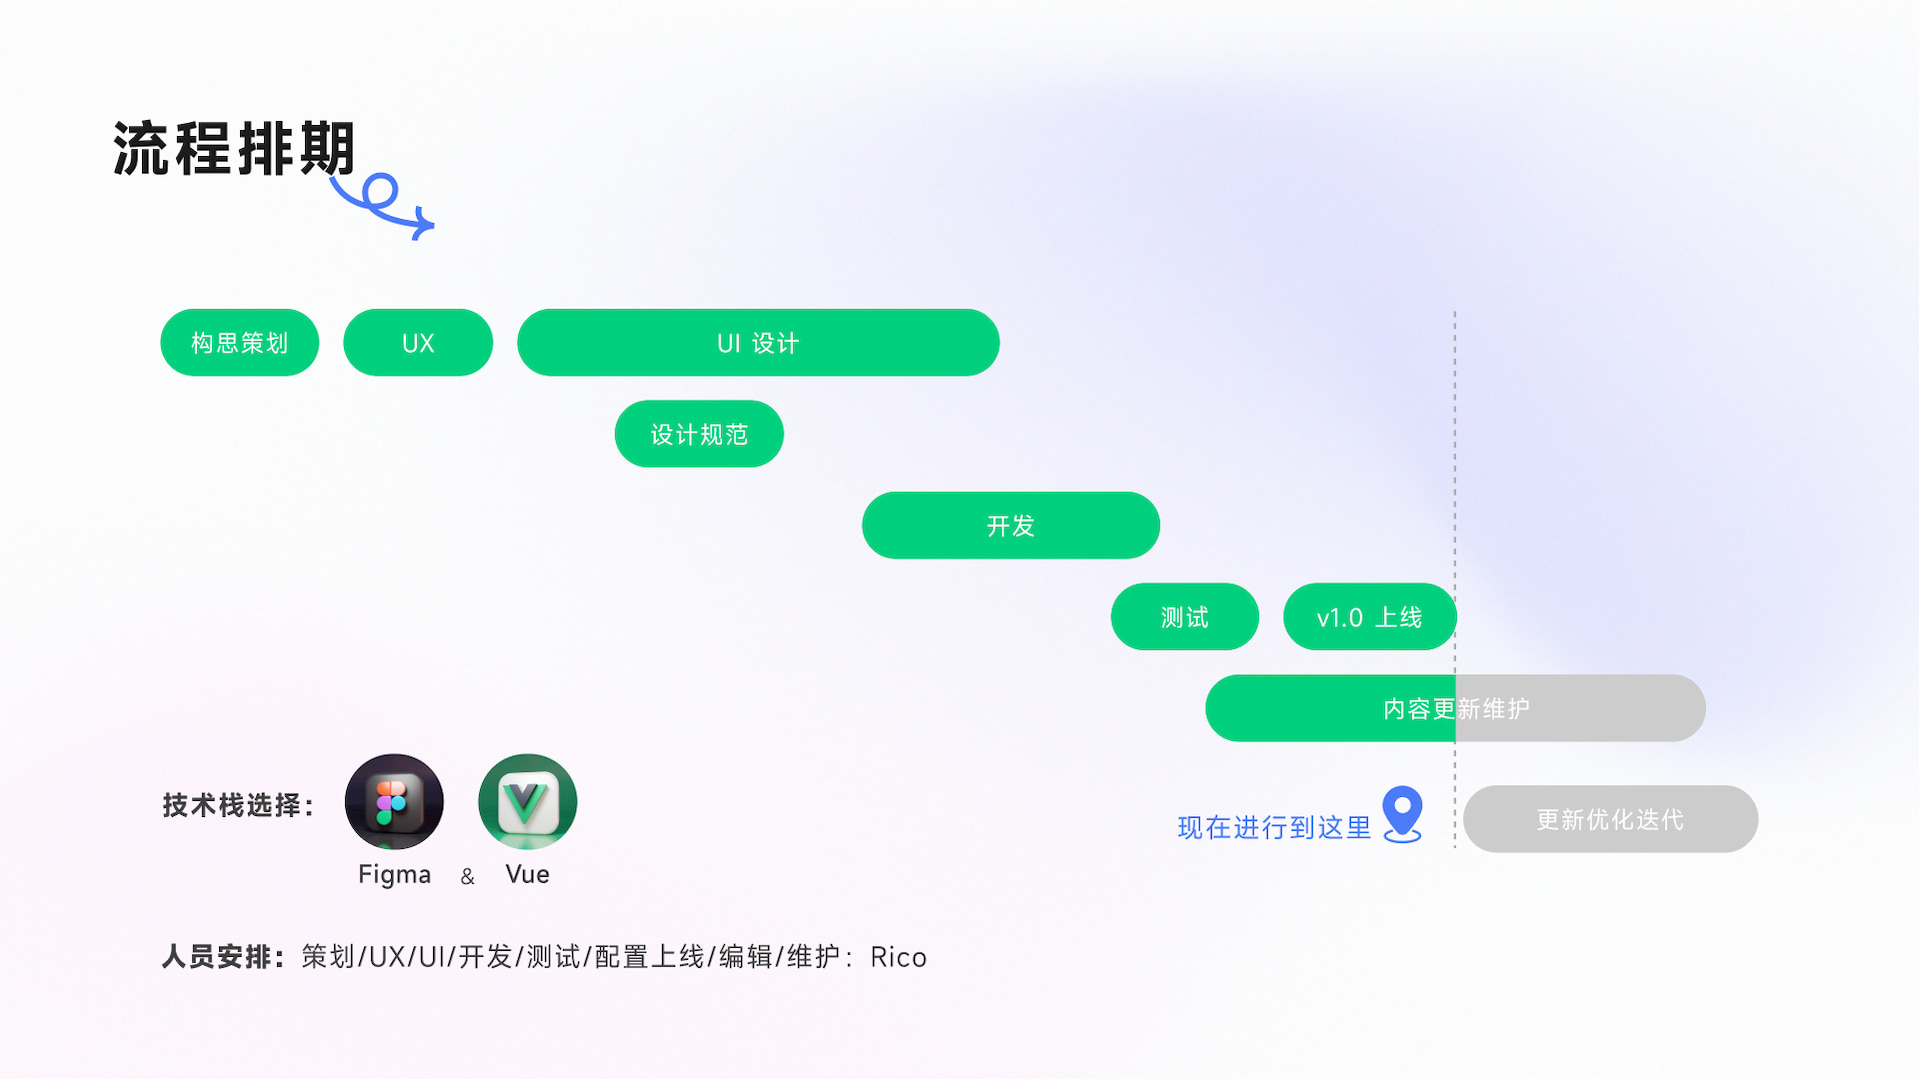 流程排期
构思策划
UX
UI 设计
设计规范
开发
测试
v1.0 上线
内容更新维护
现在进行到这里
更新优化迭代
技术栈选择：
Figma & Vue
人员安排：策划/UX/UI/开发/测试/配置上线/编辑/维护：Rico